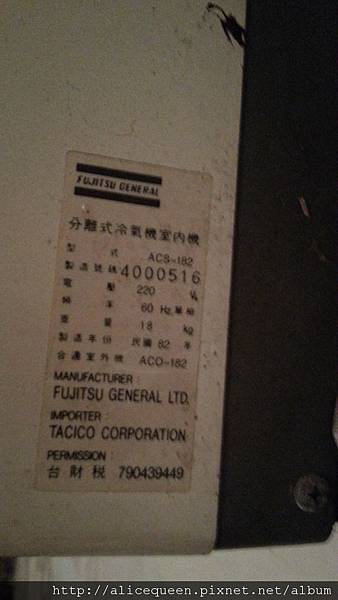 FUJITSU GENERAL
分離式冷氣機室內機
型式 ACS-182
製造號碼 4000516
電壓 220 V
頻率 60 Hz 單相
重量 18 kg
製造年份 民國 82 年
合適室外機 ACO-182
MANUFACTURER:
FUJITSU GENERAL LTD.
IMPORTER:
TACICO CORPORATION
PERMISSION:
台財稅 790439449
http://alicequeen.pixnet.net/album